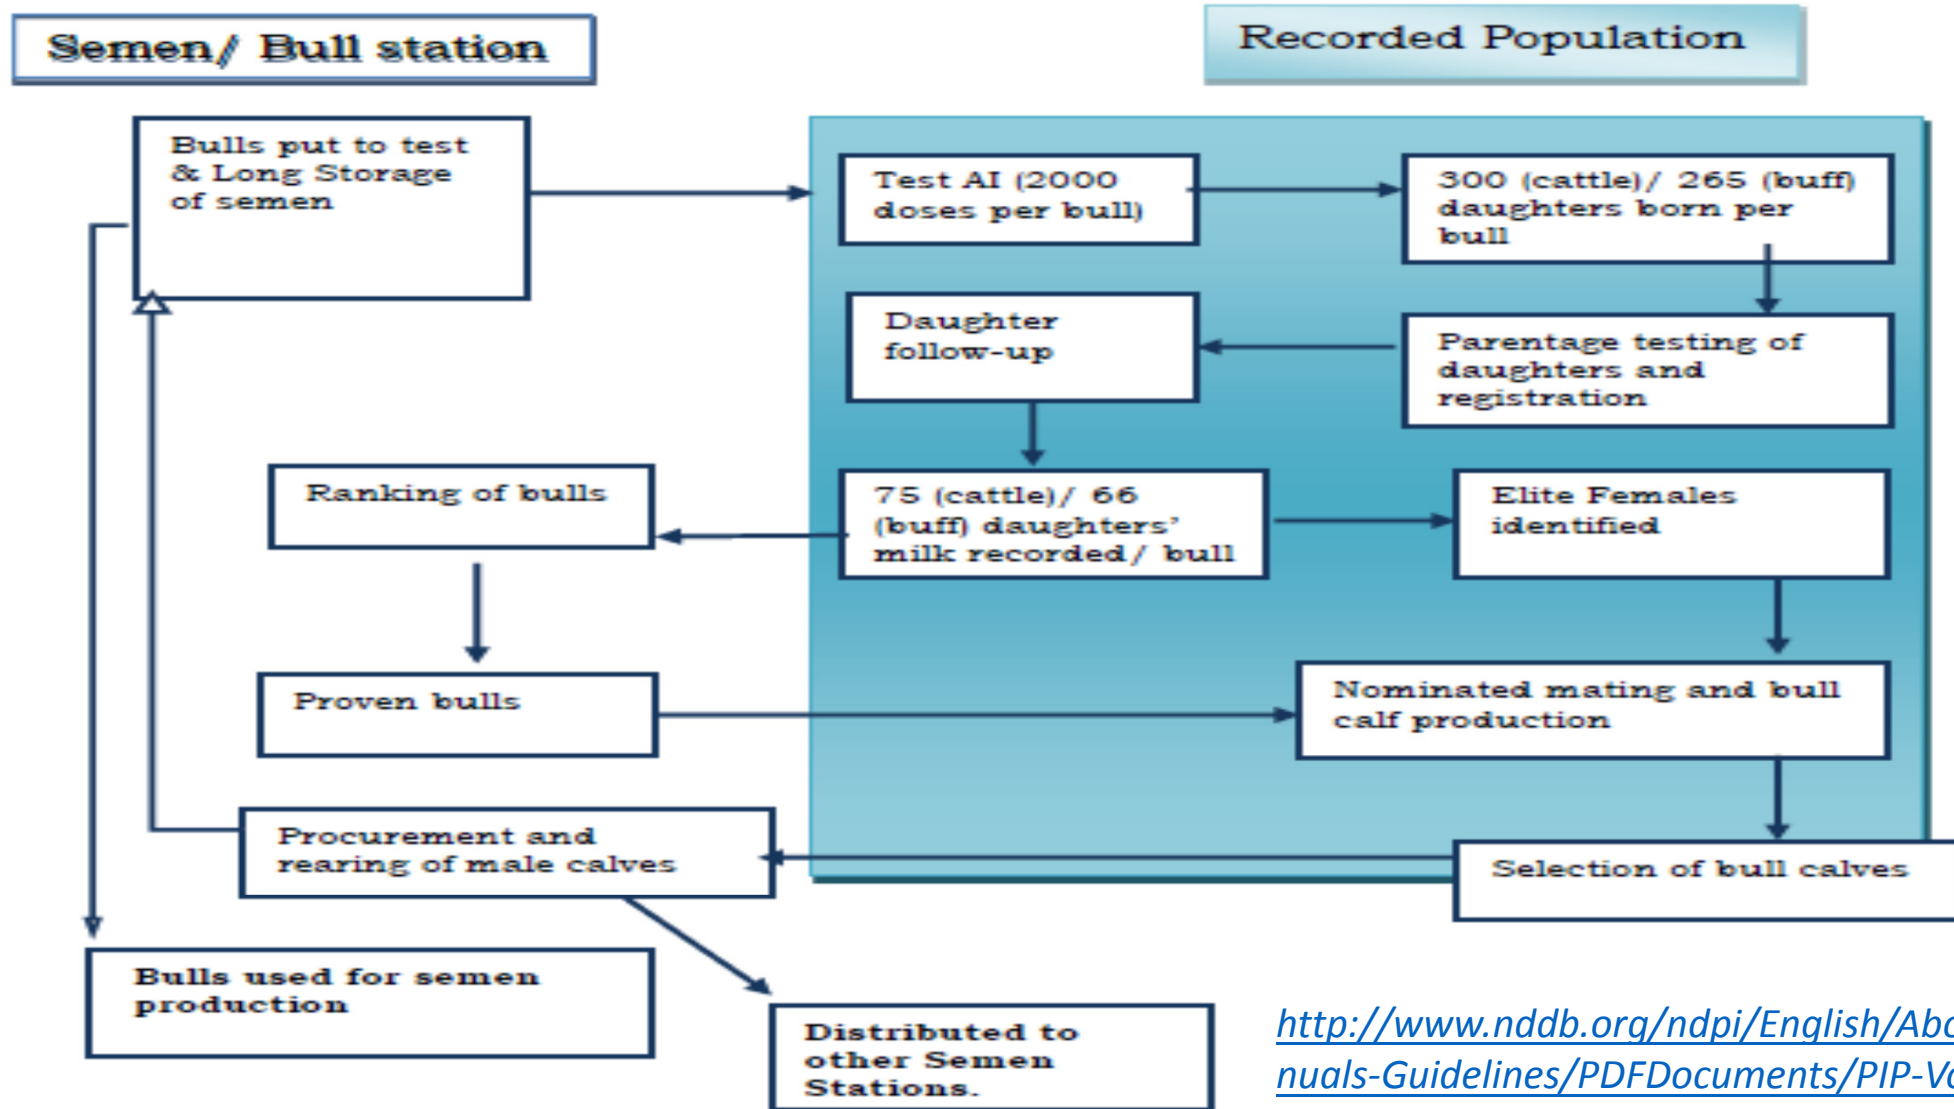 Semen/ Bull station
Recorded Population
Bulls put to test
& Long Storage
of semen
Test AI (2000
doses per bull)
300 (cattle)/ 265 (buff)
daughters born per
bull
Daughter
follow-up
Parentage testing of
daughters and
registration
Ranking of bulls
75 (cattle)/ 66
(buff) daughters’
milk recorded/ bull
Elite Females
identified
Proven bulls
Nominated mating and bull
calf production
Procurement and
rearing of male calves
Selection of bull calves
Bulls used for semen
production
Distributed to
other Semen
Stations.
http://www.nddb.org/ndpi/English/Abo
nuals-Guidelines/PDFDocuments/PIP-Vo